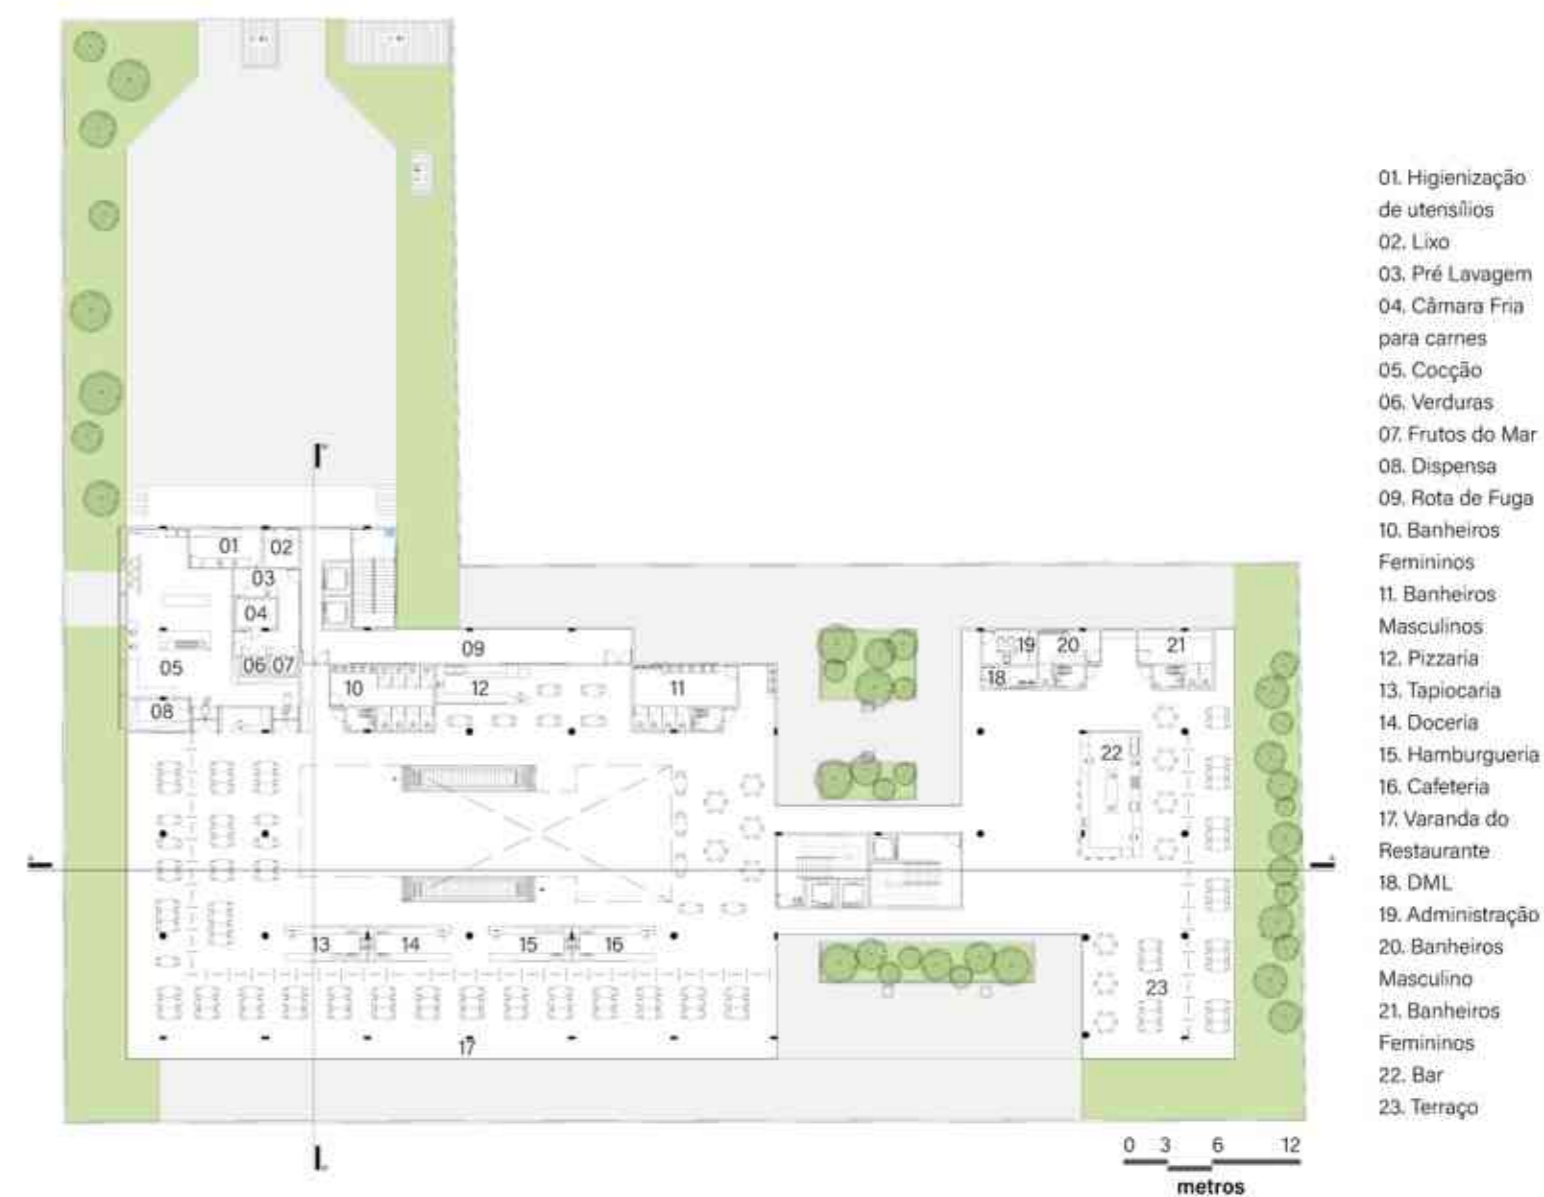 01. Higienização
de utensílios
02. Lixo
03. Pré Lavagem
04. Câmara Fria
para carnes
05. Cocção
06. Verduras
07. Frutos do Mar
08. Dispensa
09. Rota de Fuga
10. Banheiros
Femininos
11. Banheiros
Masculinos
12. Pizzaria
13. Tapiocaria
14. Doceria
15. Hamburgueria
16. Cafeteria
17. Varanda do
Restaurante
18. DML
19. Administração
20. Banheiros
Masculino
21. Banheiros
Femininos
22. Bar
23. Terraço
01 02
03
04
05 06 07
08
09
10 12 11
19 20 21
18
22
13 14 15 16
23
17
0 3 6 12
metros